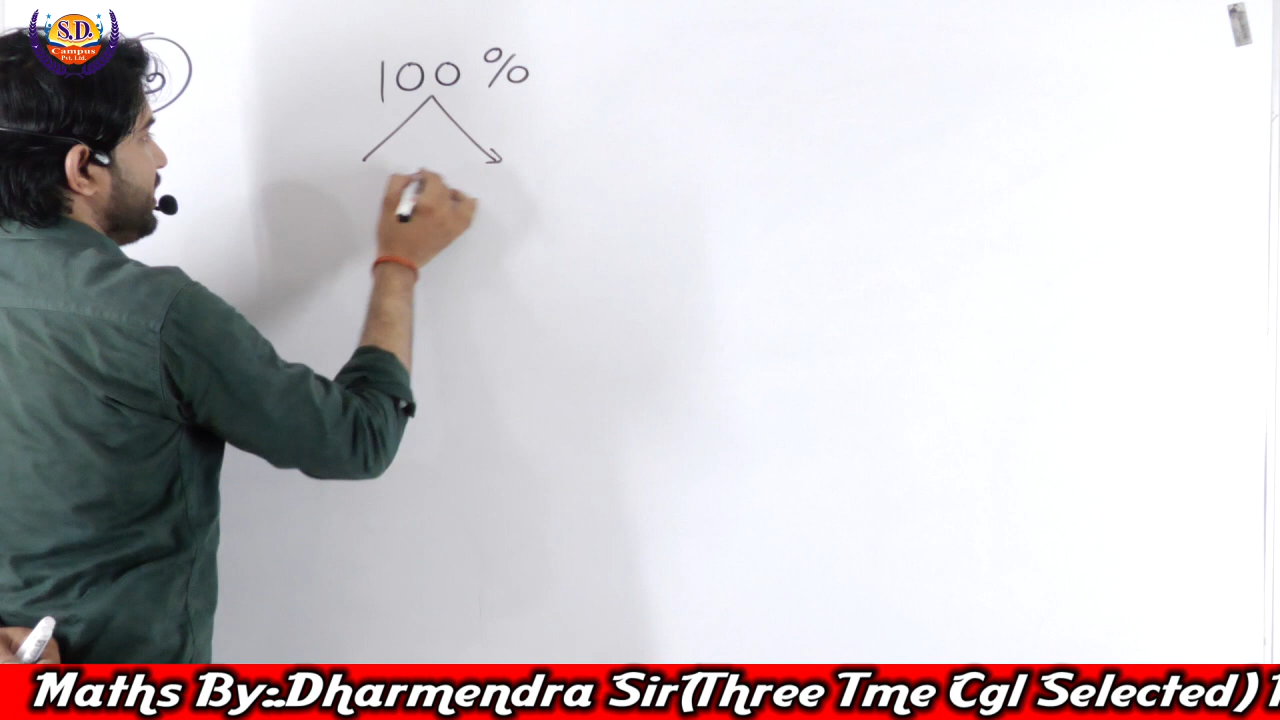 S.D.
Campus
Pvt. Ltd.
100 %
Maths By:-Dharmendra Sir(Three Tme Cgl Selected)